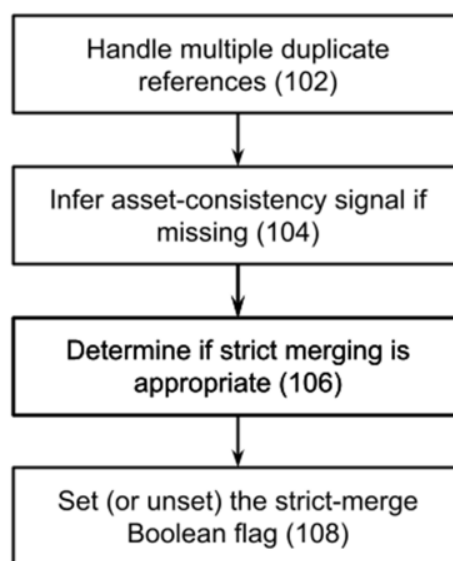 Handle multiple duplicate
references (102)
Infer asset-consistency signal if
missing (104)
Determine if strict merging is
appropriate (106)
Set (or unset) the strict-merge
Boolean flag (108)